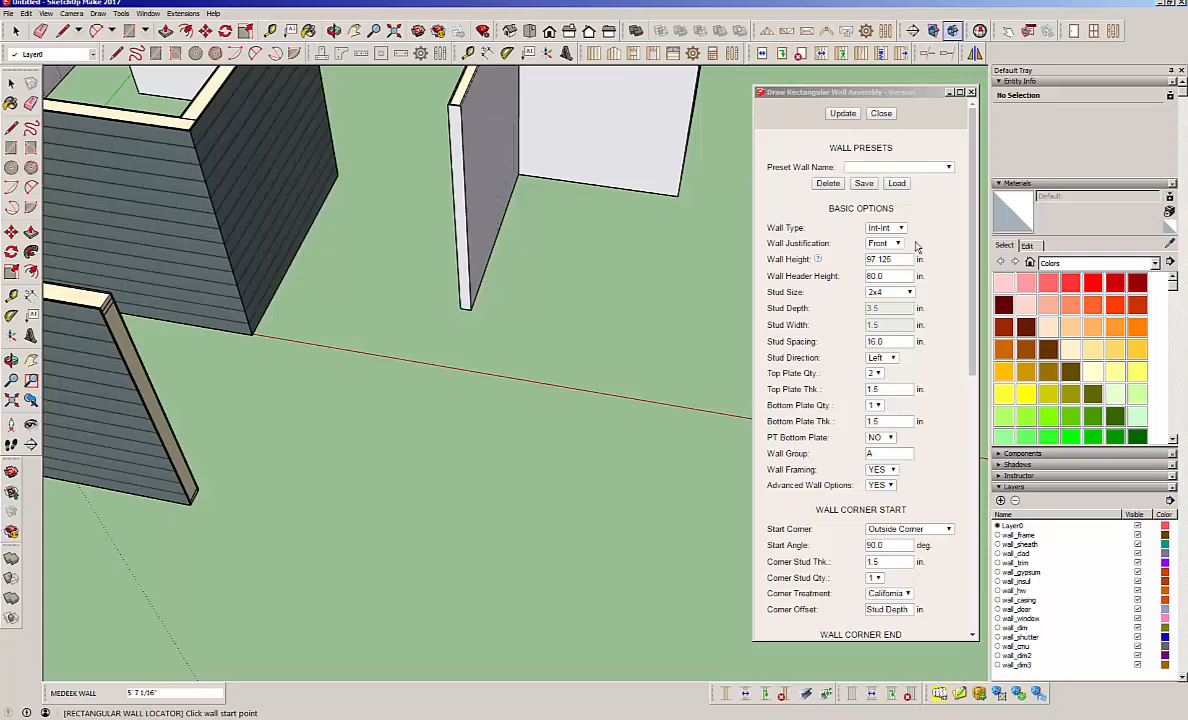 Untitled - SketchUp Make 2017
File Edit View Camera Draw Tools Window Extensions Help
Layer0
Draw Rectangular Wall Assembly - Version
Update Close
WALL PRESETS
Preset Wall Name:
Delete Save Load
BASIC OPTIONS
Wall Type: Int-Int
Wall Justification: Front
Wall Height: 97.125 in.
Wall Header Height: 80.0 in.
Stud Size: 2x4
Stud Depth: 3.5 in.
Stud Width: 1.5 in.
Stud Spacing: 16.0 in.
Stud Direction: Left
Top Plate Qty.: 2
Top Plate Thk.: 1.5 in.
Bottom Plate Qty.: 1
Bottom Plate Thk.: 1.5 in.
PT Bottom Plate: NO
Wall Group: A
Wall Framing: YES
Advanced Wall Options: YES
WALL CORNER START
Start Corner: Outside Corner
Start Angle: 90.0 deg.
Corner Stud Thk.: 1.5 in.
Corner Stud Qty.: 1
Corner Treatment: California
Corner Offset: Stud Depth in.
WALL CORNER END
Default Tray
Entity Info
No Selection
Materials
Default
Select Edit
Colors
Components
Shadows
Instructor
Layers
Name Visible Color
Layer0
wall_frame
wall_sheath
wall_clad
wall_trim
wall_gypsum
wall_insul
wall_hw
wall_casing
wall_door
wall_window
wall_dim
wall_shutter
wall_cmu
wall_dim2
wall_dim3
MEDEEK WALL 5' 7 1/16"
[RECTANGULAR WALL LOCATOR] Click wall start point